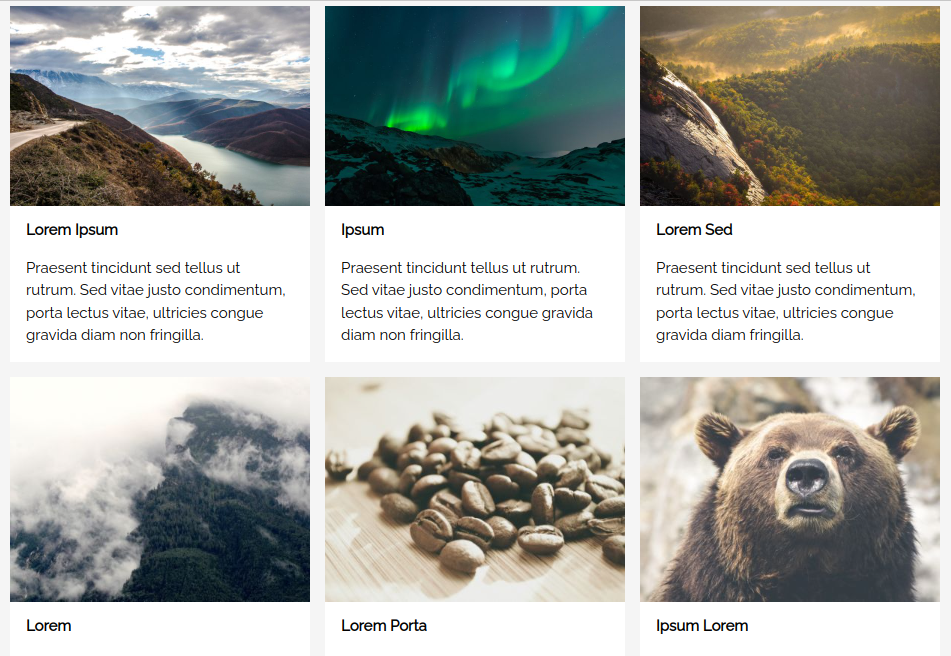 Lorem Ipsum
Praesent tincidunt sed tellus ut
rutrum. Sed vitae justo condimentum,
porta lectus vitae, ultricies congue
gravida diam non fringilla.
Ipsum
Praesent tincidunt tellus ut rutrum.
Sed vitae justo condimentum, porta
lectus vitae, ultricies congue gravida
diam non fringilla.
Lorem Sed
Praesent tincidunt sed tellus ut
rutrum. Sed vitae justo condimentum,
porta lectus vitae, ultricies congue
gravida diam fringilla.
Lorem
Lorem Porta
Ipsum Lorem